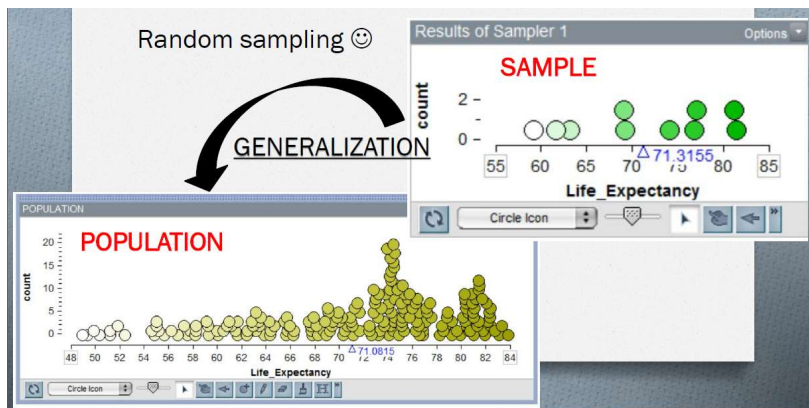 Random sampling ☺
Results of Sampler 1
Options
SAMPLE
count
2
0
55 60 65 70 75 80 85
71.3155
Life_Expectancy
Circle Icon
GENERALIZATION
POPULATION
POPULATION
count
20
15
10
5
0
48 50 52 54 56 58 60 62 64 66 68 70 72 74 76 78 80 82 84
71.0815
Life_Expectancy
Circle Icon